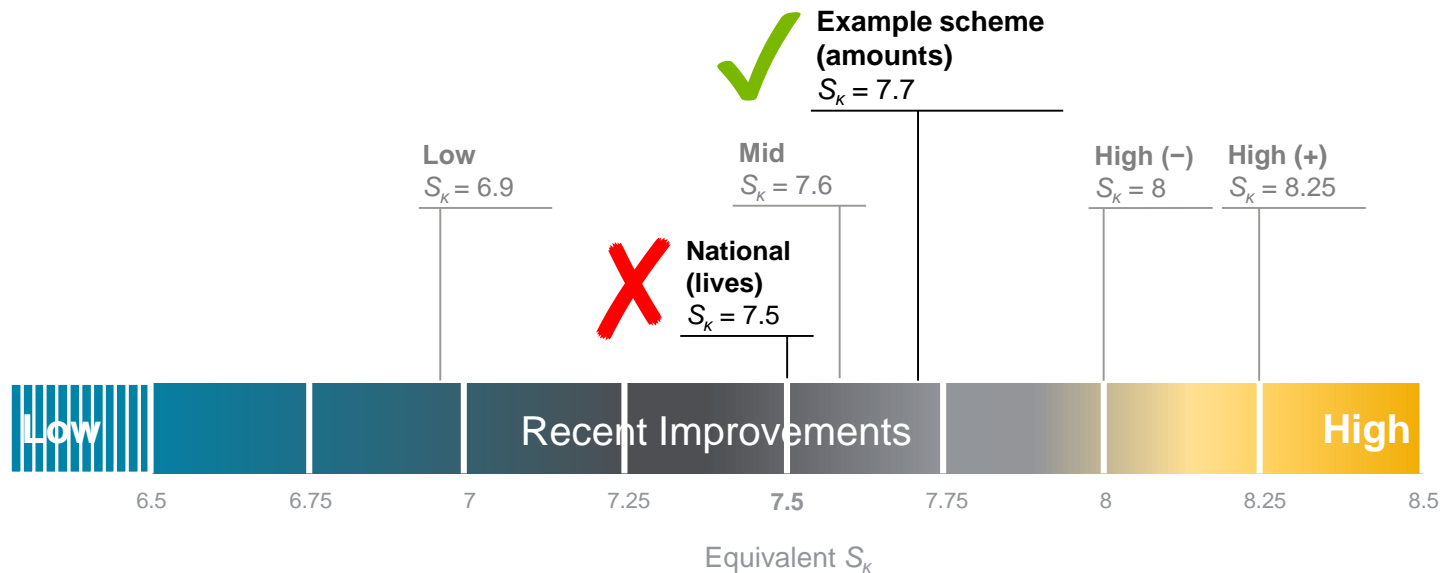 Example scheme
(amounts)
Sκ = 7.7
Low
Sκ = 6.9
Mid
Sκ = 7.6
High (−)
Sκ = 8
High (+)
Sκ = 8.25
National
(lives)
Sκ = 7.5
Low
Recent Improvements
High
6.5 6.75 7 7.25 7.5 7.75 8 8.25 8.5
Equivalent Sκ